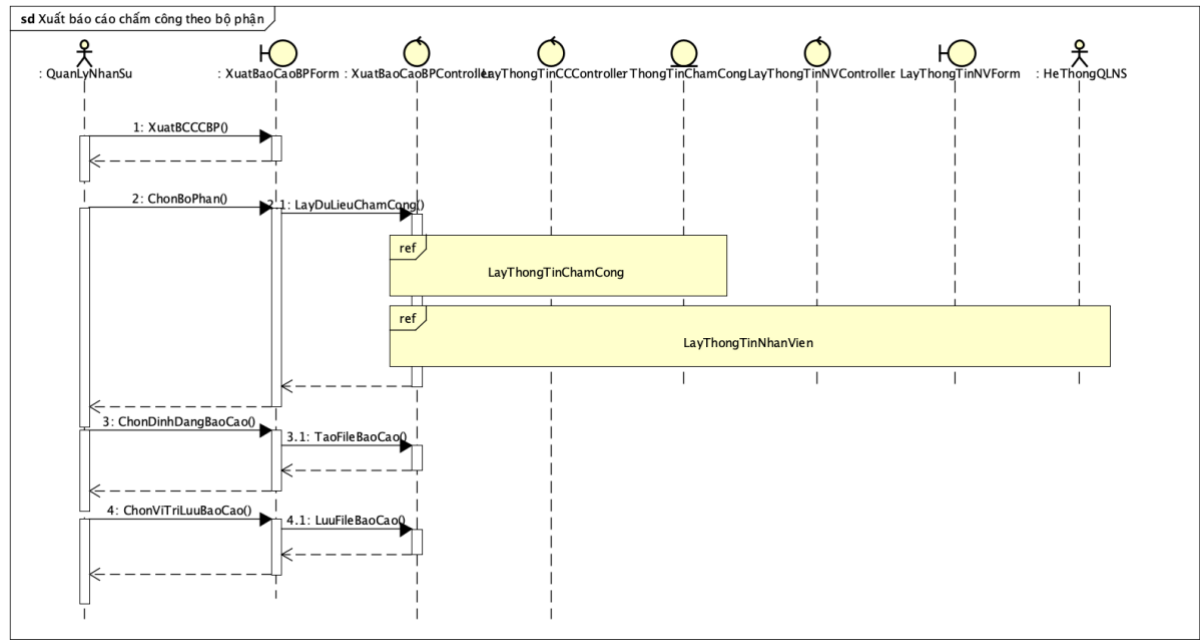 sd Xuất báo cáo chấm công theo bộ phận
: QuanLyNhanSu
: XuatBaoCaoBPForm
: XuatBaoCaoBPController
LayThongTinCCController
ThongTinChamCong
LayThongTinNVController
LayThongTinNVForm
: HeThongQLNS
1: XuatBCCCBP()
2: ChonBoPhan()
2.1: LayDuLieuChamCong()
ref
LayThongTinChamCong
ref
LayThongTinNhanVien
3: ChonDinhDangBaoCao()
3.1: TaoFileBaoCao()
4: ChonViTriLuuBaoCao()
4.1: LuuFileBaoCao()